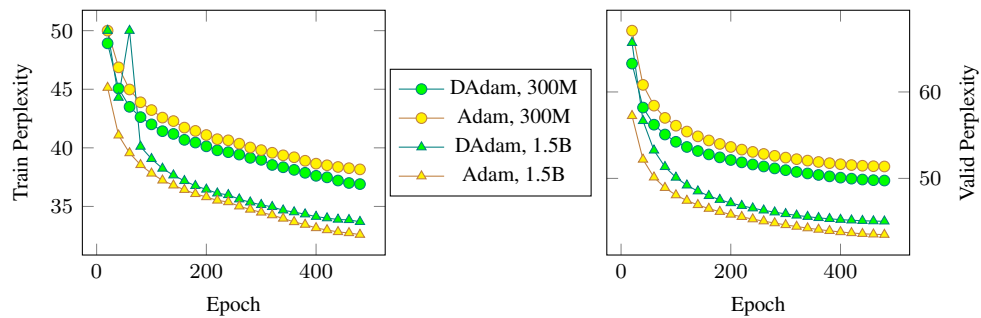 50
45
40
35
0
200
400
Train Perplexity
Epoch
DAdam, 300M
Adam, 300M
DAdam, 1.5B
Adam, 1.5B
60
50
0
200
400
Valid Perplexity
Epoch